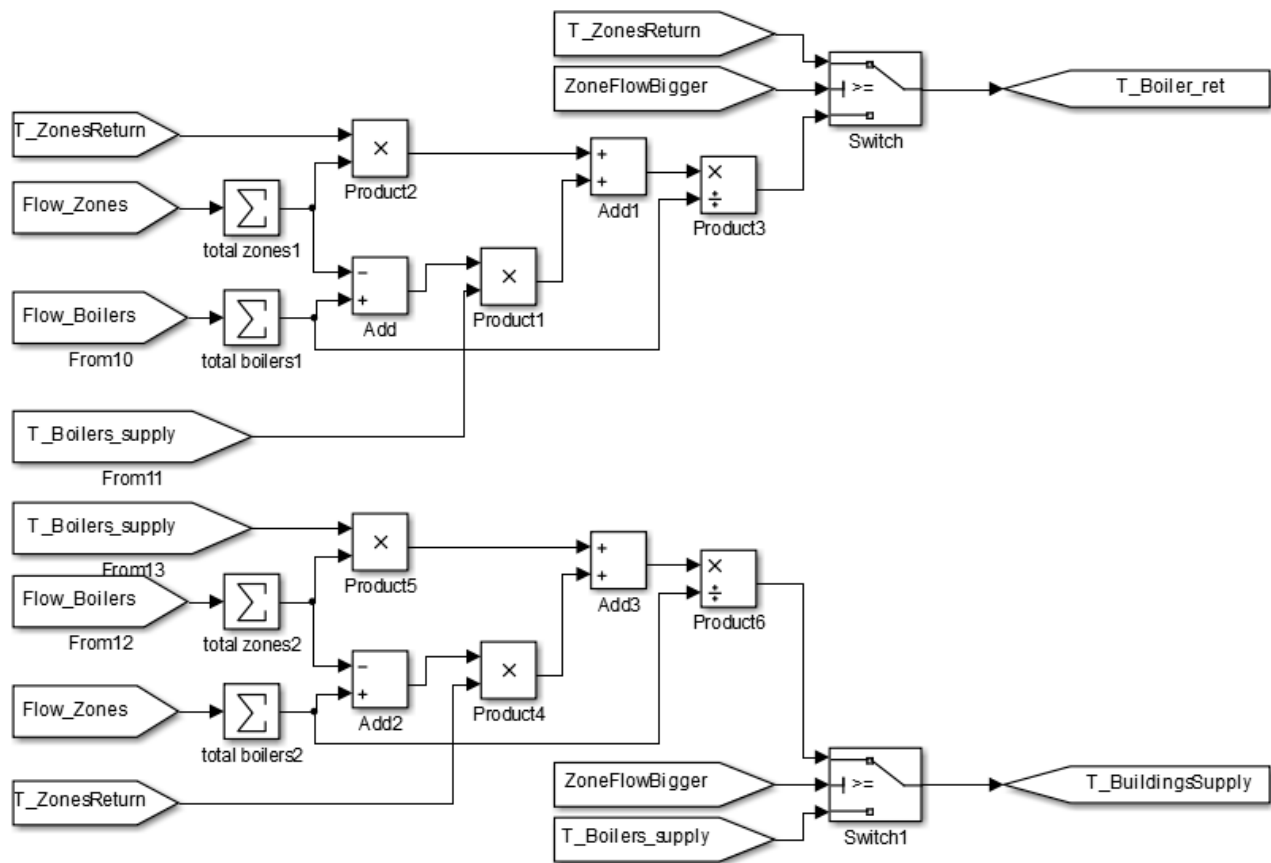 T_ZonesReturn
ZoneFlowBigger
>=
T_Boiler_ret
Switch
T_ZonesReturn
×
Product2
Flow_Zones
Σ
total zones1
+
+
Add1
×
÷
Product3
−
+
Add
×
Product1
Flow_Boilers
From10
Σ
total boilers1
T_Boilers_supply
From11
T_Boilers_supply
From13
×
Product5
Flow_Boilers
From12
Σ
total zones2
+
+
Add3
×
÷
Product6
−
+
Add2
×
Product4
Flow_Zones
Σ
total boilers2
T_ZonesReturn
ZoneFlowBigger
T_Boilers_supply
>=
Switch1
T_BuildingsSupply